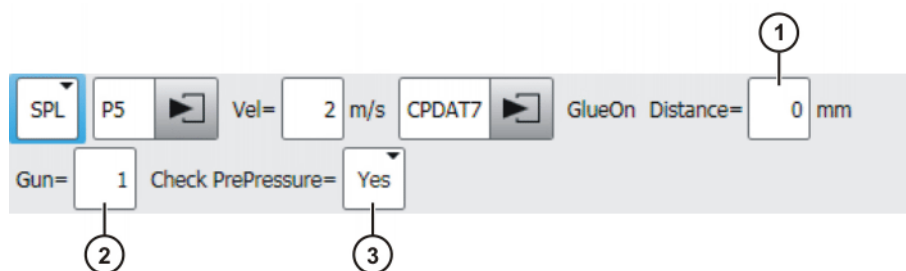 1
SPL P5 Vel= 2 m/s CPDAT7 GlueOn Distance= 0 mm
Gun= 1 Check PrePressure= Yes
2 3